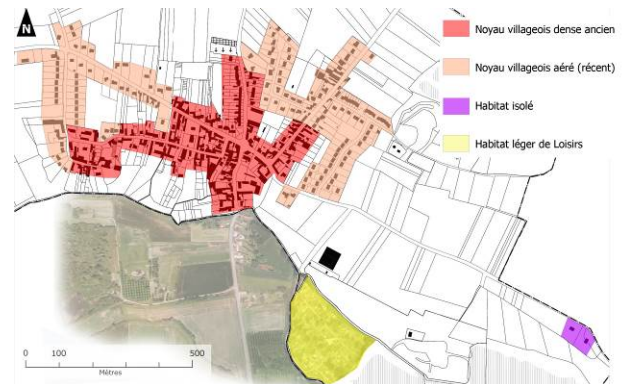 N
Noyau villageois dense ancien
Noyau villageois aéré (récent)
Habitat isolé
Habitat léger de Loisirs
0 100 500
Mètres